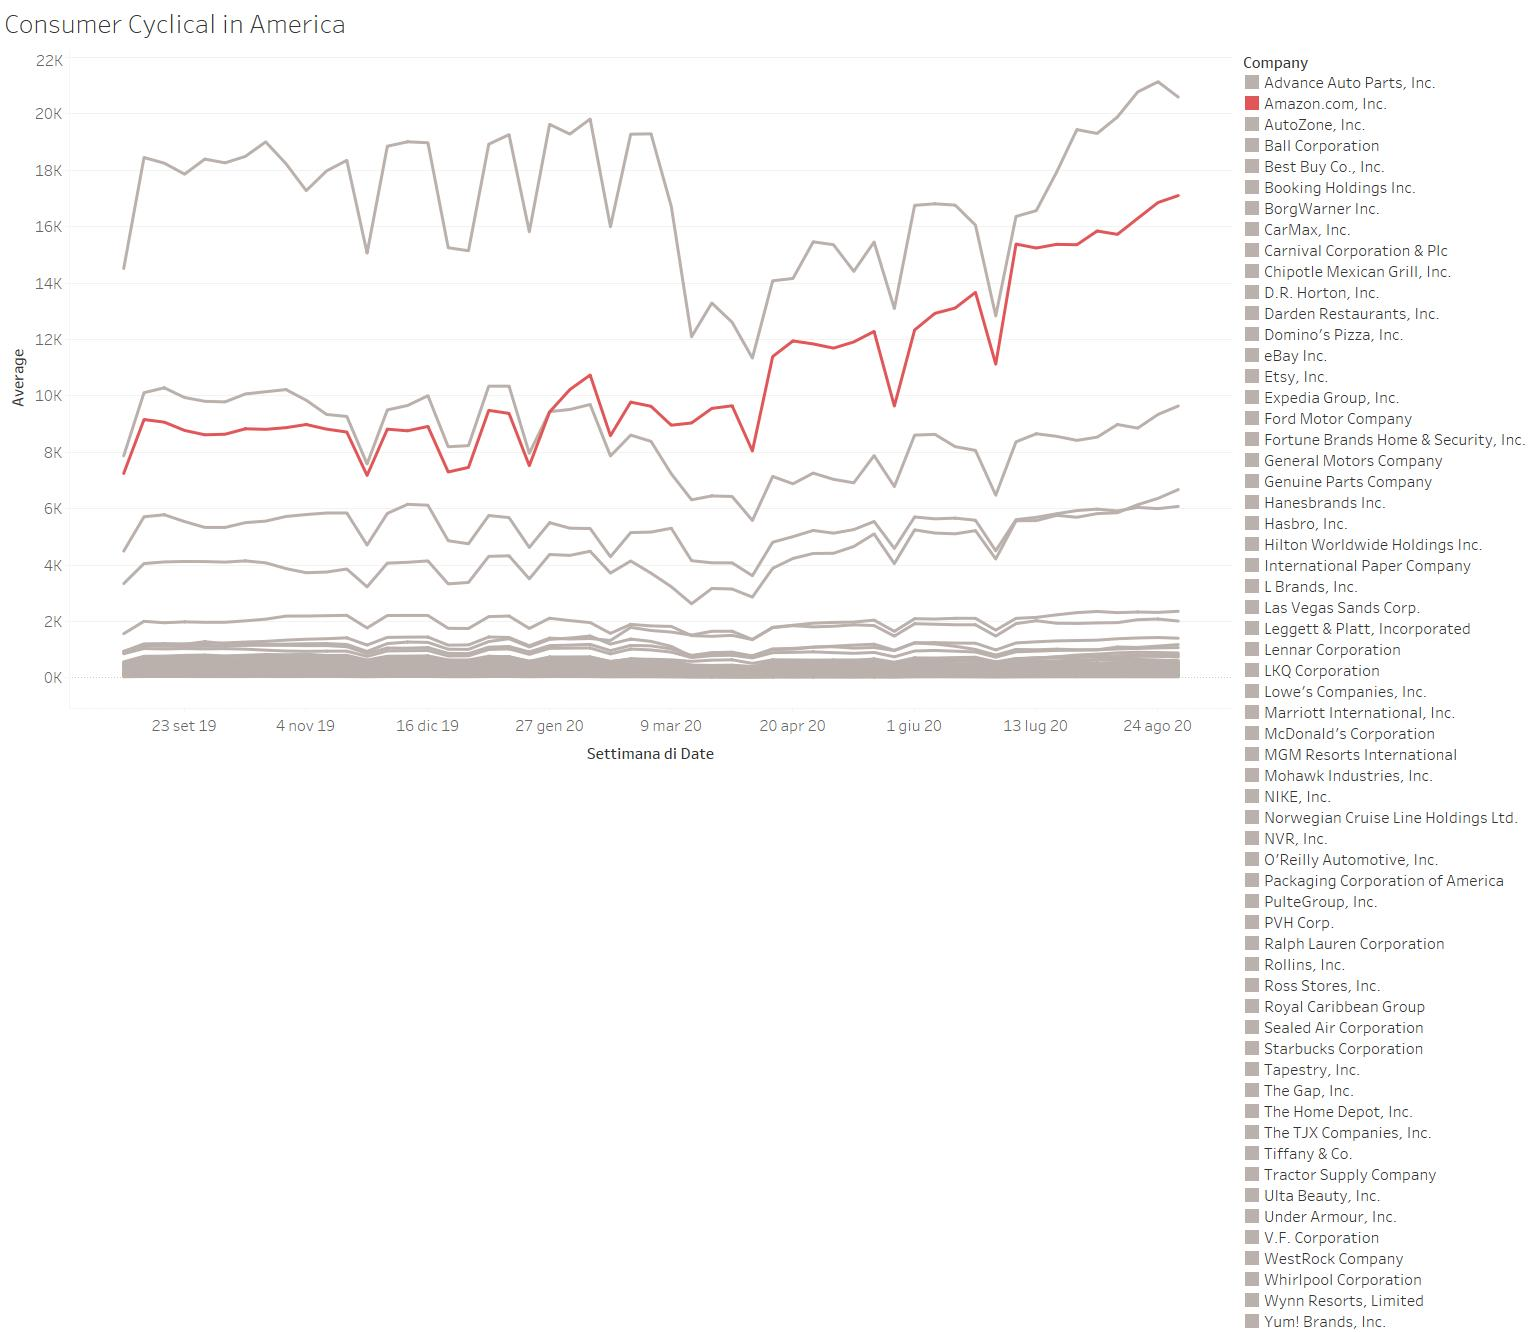 Consumer Cyclical in America
22K
20K
18K
16K
14K
12K
10K
8K
6K
4K
2K
0K
Average
23 set 19
4 nov 19
16 dic 19
27 gen 20
9 mar 20
20 apr 20
1 giu 20
13 lug 20
24 ago 20
Settimana di Date
Company
Advance Auto Parts, Inc.
Amazon.com, Inc.
AutoZone, Inc.
Ball Corporation
Best Buy Co., Inc.
Booking Holdings Inc.
BorgWarner Inc.
CarMax, Inc.
Carnival Corporation & Plc
Chipotle Mexican Grill, Inc.
D.R. Horton, Inc.
Darden Restaurants, Inc.
Domino's Pizza, Inc.
eBay Inc.
Etsy, Inc.
Expedia Group, Inc.
Ford Motor Company
Fortune Brands Home & Security, Inc.
General Motors Company
Genuine Parts Company
Hanesbrands Inc.
Hasbro, Inc.
Hilton Worldwide Holdings Inc.
International Paper Company
L Brands, Inc.
Las Vegas Sands Corp.
Leggett & Platt, Incorporated
Lennar Corporation
LKQ Corporation
Lowe's Companies, Inc.
Marriott International, Inc.
McDonald's Corporation
MGM Resorts International
Mohawk Industries, Inc.
NIKE, Inc.
Norwegian Cruise Line Holdings Ltd.
NVR, Inc.
O'Reilly Automotive, Inc.
Packaging Corporation of America
PulteGroup, Inc.
PVH Corp.
Ralph Lauren Corporation
Rollins, Inc.
Ross Stores, Inc.
Royal Caribbean Group
Sealed Air Corporation
Starbucks Corporation
Tapestry, Inc.
The Gap, Inc.
The Home Depot, Inc.
The TJX Companies, Inc.
Tiffany & Co.
Tractor Supply Company
Ulta Beauty, Inc.
Under Armour, Inc.
V.F. Corporation
WestRock Company
Whirlpool Corporation
Wynn Resorts, Limited
Yum! Brands, Inc.